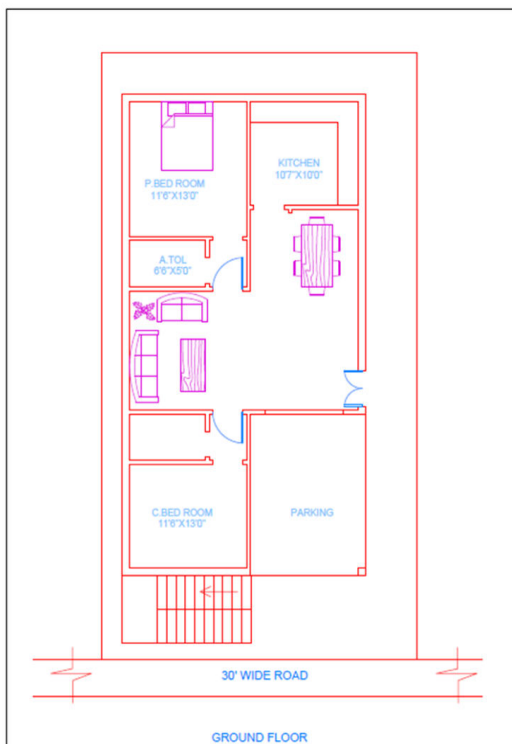 KITCHEN
10'7"X10'0"
P.BED ROOM
11'6"X13'0"
A.TOL
6'6"X5'0"
C.BED ROOM
11'6"X13'0"
PARKING
30' WIDE ROAD
GROUND FLOOR